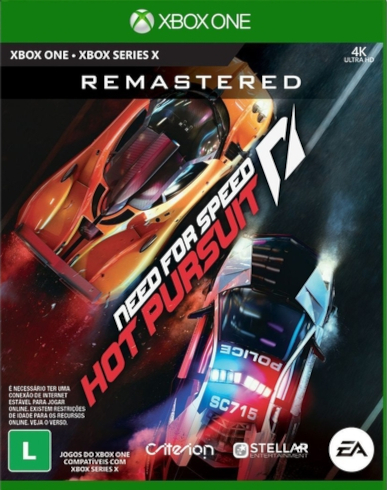 XBOX ONE
XBOX ONE • XBOX SERIES X
4K
ULTRA HD
REMASTERED
NEED FOR SPEED
HOT PURSUIT
POLICE
SC715
É NECESSÁRIO TER UMA
CONEXÃO DE INTERNET
ESTÁVEL PARA JOGAR
ONLINE. EXISTEM RESTRIÇÕES
DE IDADE PARA OS RECURSOS
ONLINE. VEJA O VERSO.
L
JOGOS DO XBOX ONE
COMPATÍVEIS COM
XBOX SERIES X
Criterion
STELLAR
ENTERTAINMENT
EA